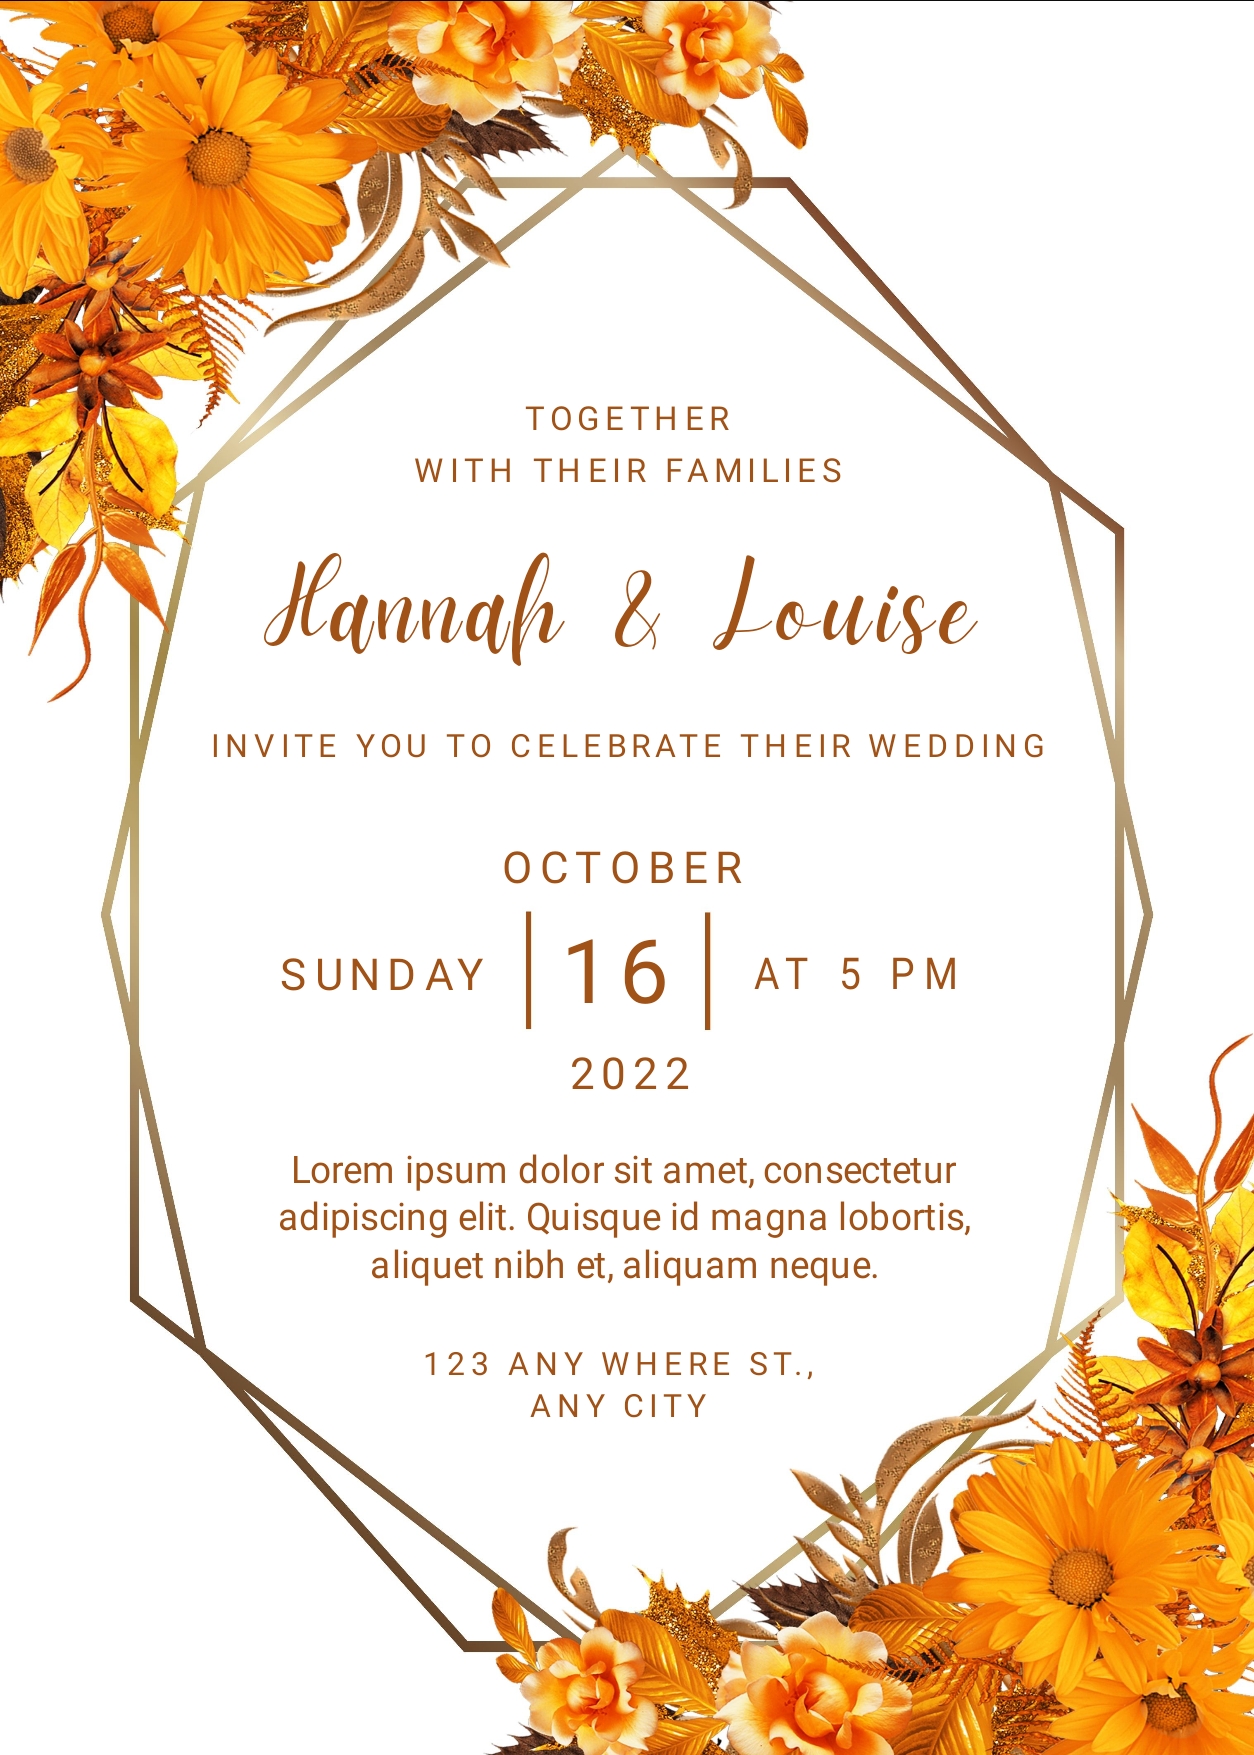 TOGETHER
WITH THEIR FAMILIES
Hannah & Louise
INVITE YOU TO CELEBRATE THEIR WEDDING
OCTOBER
SUNDAY 16 AT 5 PM
2022
Lorem ipsum dolor sit amet, consectetur
adipiscing elit. Quisque id magna lobortis,
aliquet nibh et, aliquam neque.
123 ANY WHERE ST.,
ANY CITY